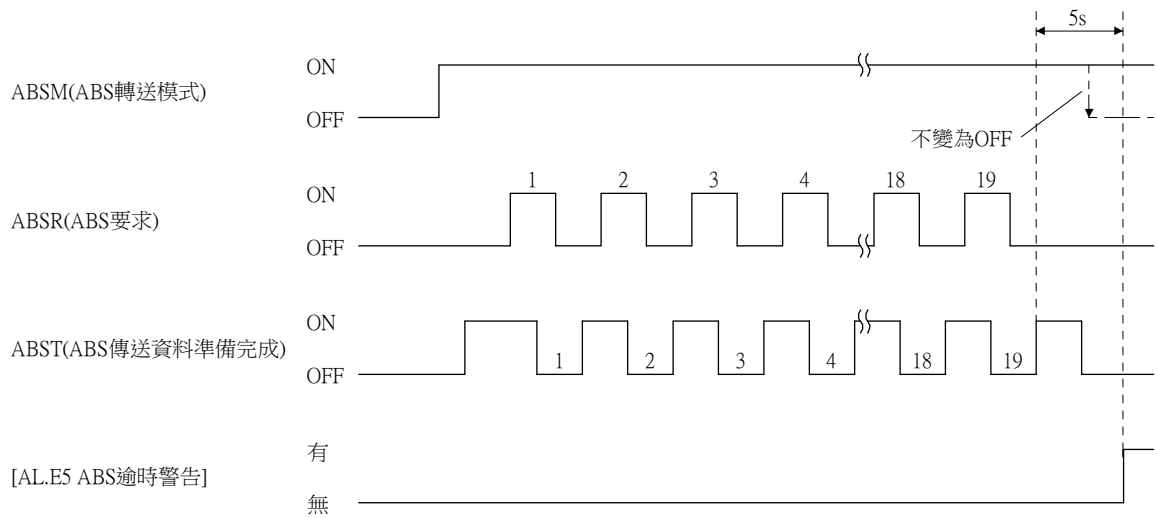 5s
ON
ABSM(ABS轉送模式)
OFF
不變為OFF
1 2 3 4 18 19
ON
ABSR(ABS要求)
OFF
ON
ABST(ABS傳送資料準備完成)
OFF
1 2 3 4 18 19
有
[AL.E5 ABS逾時警告]
無